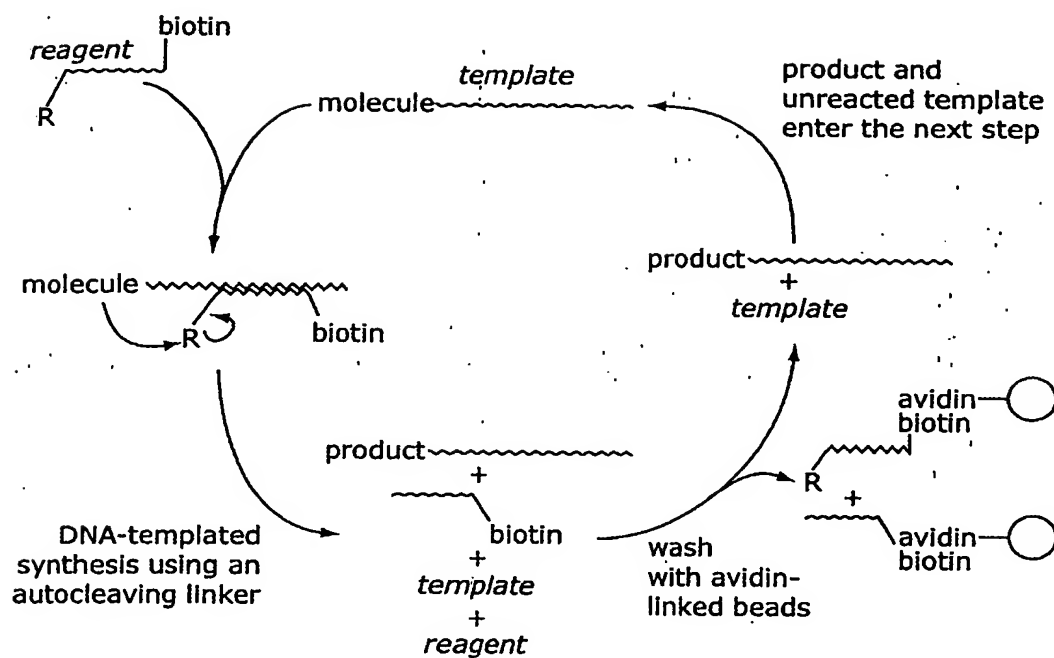 biotin
reagent
R
template
molecule
product and
unreacted template
enter the next step
molecule
R
biotin
product
+
template
DNA-templated
synthesis using an
autocleaving linker
product
+
biotin
+
template
+
reagent
wash
with avidin-
linked beads
avidin
biotin
R
+
avidin
biotin